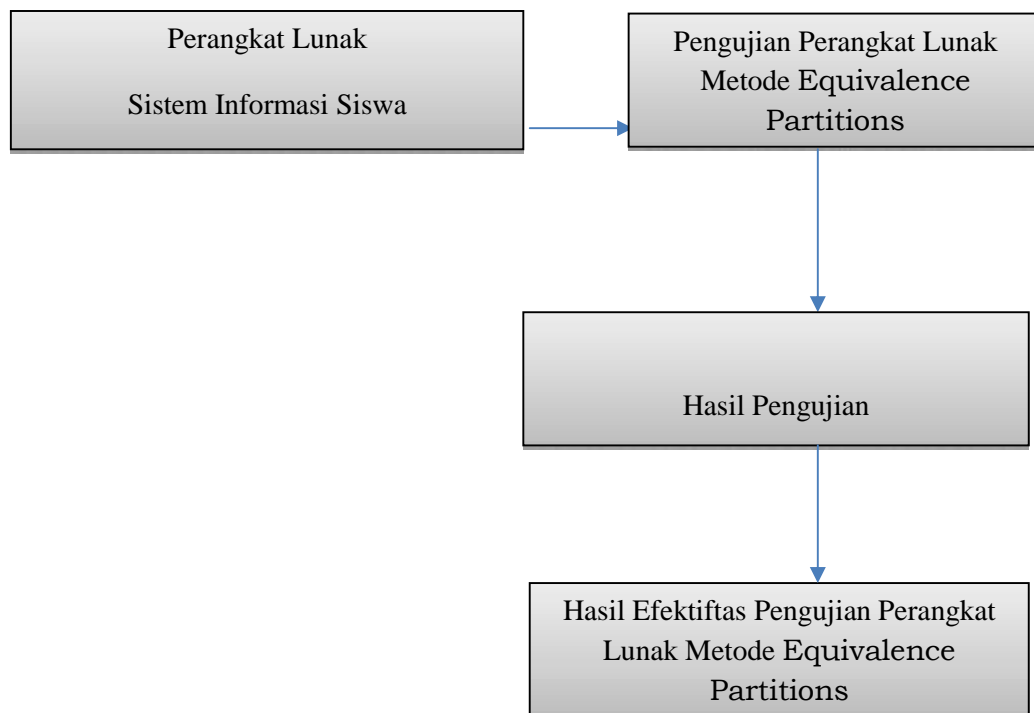 Perangkat Lunak
Sistem Informasi Siswa
Pengujian Perangkat Lunak
Metode Equivalence
Partitions
Hasil Pengujian
Hasil Efektiftas Pengujian Perangkat
Lunak Metode Equivalence
Partitions